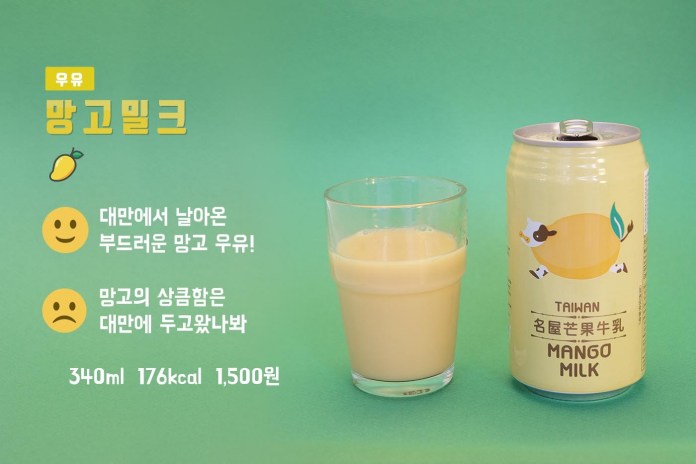 우유
망고밀크
대만에서 날아온
부드러운 망고 우유!
망고의 상큼함은
대만에 두고왔나봐
340ml 176kcal 1,500원
TAIWAN
名屋芒果牛乳
MANGO
MILK